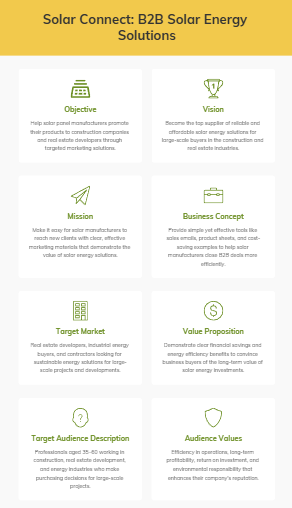 Solar Connect: B2B Solar Energy
Solutions
Objective
Help solar panel manufacturers promote
their products to construction companies
and real estate developers through
targeted marketing solutions.
Vision
Become the top supplier of reliable and
affordable solar energy solutions for
large-scale buyers in the construction and
real estate industries.
Mission
Make it easy for solar manufacturers to
reach new clients with clear, effective
marketing materials that demonstrate the
value of solar energy solutions.
Business Concept
Provide simple yet effective tools like
sales emails, product sheets, and cost-
saving examples to help solar
manufacturers close B2B deals more
efficiently.
Target Market
Real estate developers, industrial energy
buyers, and contractors looking for
sustainable energy solutions for large-
scale projects and developments.
Value Proposition
Demonstrate clear financial savings and
energy efficiency benefits to convince
business buyers of the long-term value of
solar energy investments.
Target Audience Description
Professionals aged 35-60 working in
construction, real estate development,
and energy industries who make
purchasing decisions for large-scale
projects.
Audience Values
Efficiency in operations, long-term
profitability, return on investment, and
environmental responsibility that
enhances their company's reputation.